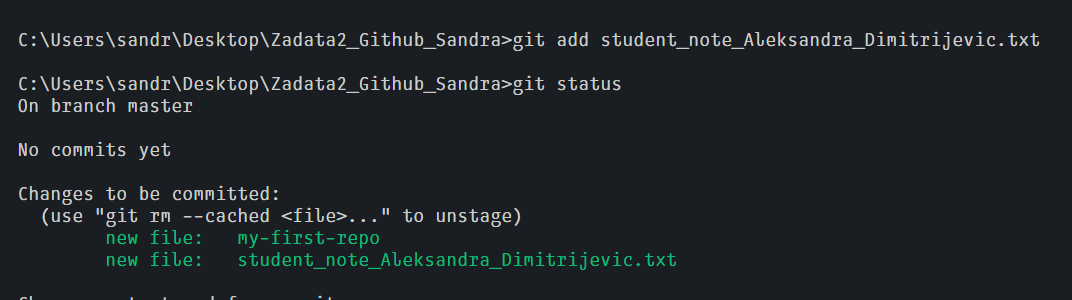 C:\Users\sandr\Desktop\Zadata2_Github_Sandra>git add student_note_Aleksandra_Dimitrijevic.txt
C:\Users\sandr\Desktop\Zadata2_Github_Sandra>git status
On branch master
No commits yet
Changes to be committed:
(use "git rm --cached <file>..." to unstage)
new file:   my-first-repo
new file:   student_note_Aleksandra_Dimitrijevic.txt